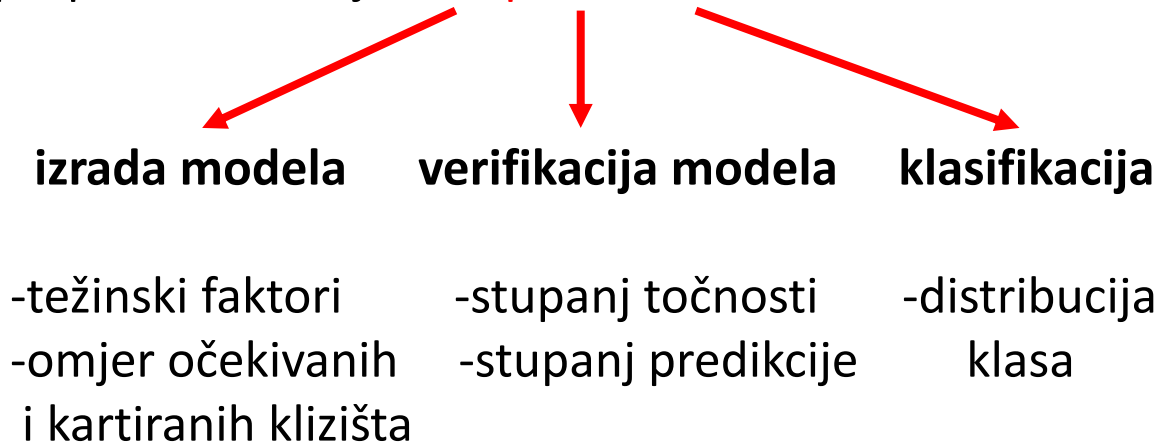 izrada modela verifikacija modela klasifikacija
-težinski faktori -stupanj točnosti -distribucija
-omjer očekivanih -stupanj predikcije klasa
i kartiranih klizišta